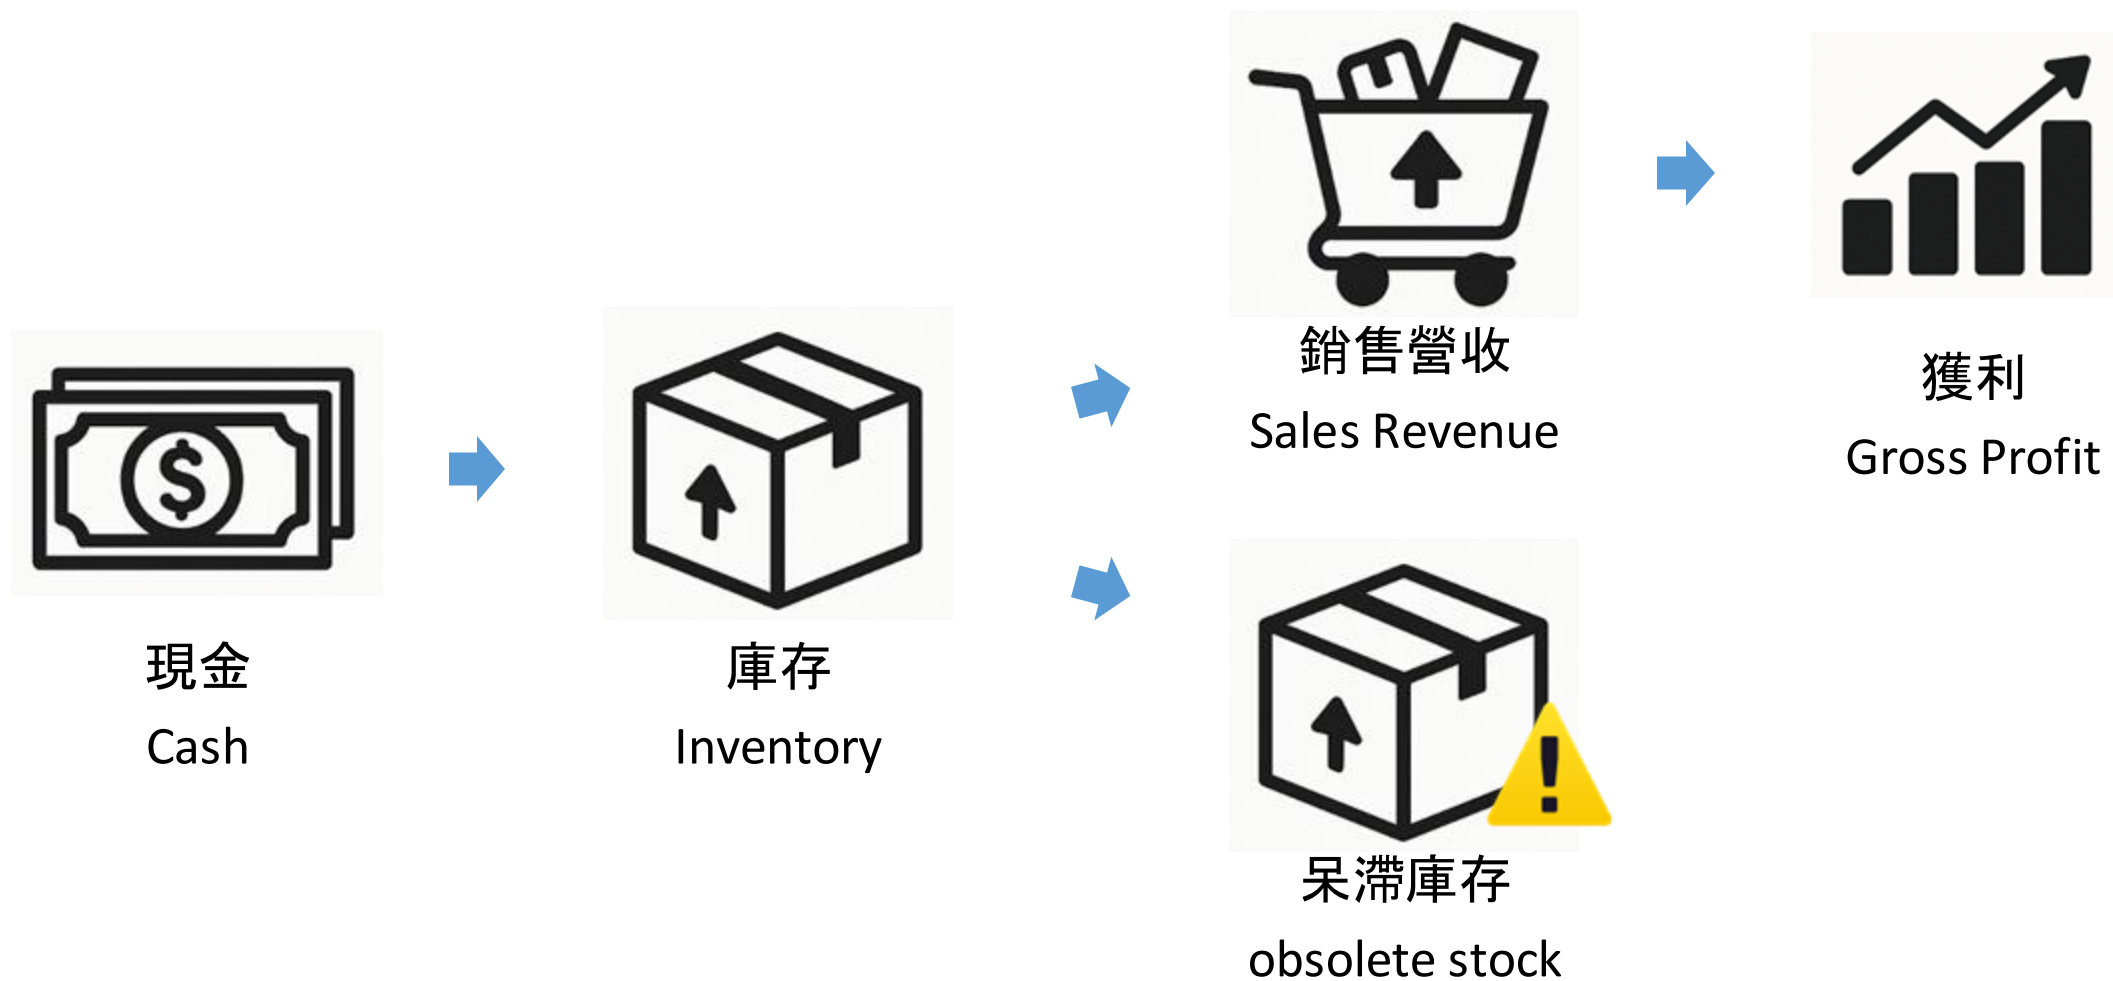 現金
Cash
庫存
Inventory
銷售營收
Sales Revenue
獲利
Gross Profit
呆滯庫存
obsolete stock